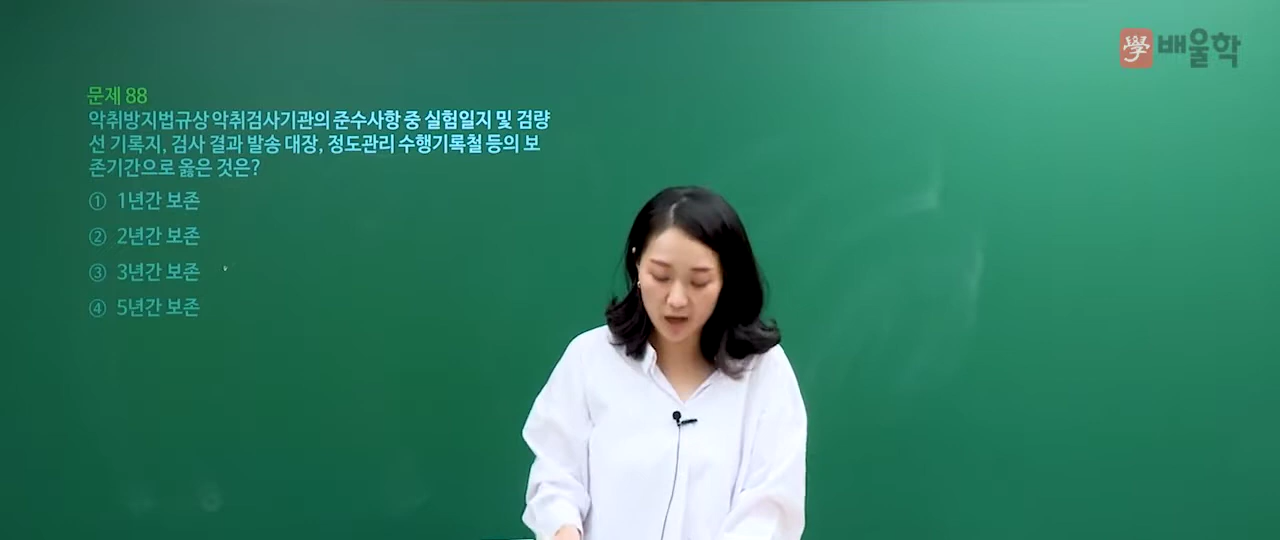 學 배울학
문제 88
악취방지법규상 악취검사기관의 준수사항 중 실험일지 및 검량
선 기록지, 검사 결과 발송 대장, 정도관리 수행기록철 등의 보
존기간으로 옳은 것은?
① 1년간 보존
② 2년간 보존
③ 3년간 보존
④ 5년간 보존